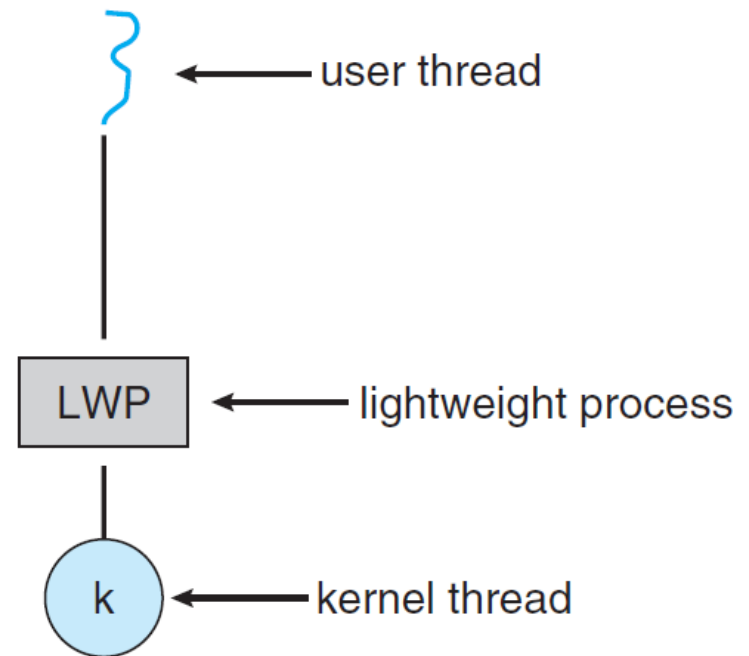 user thread
LWP
lightweight process
k
kernel thread